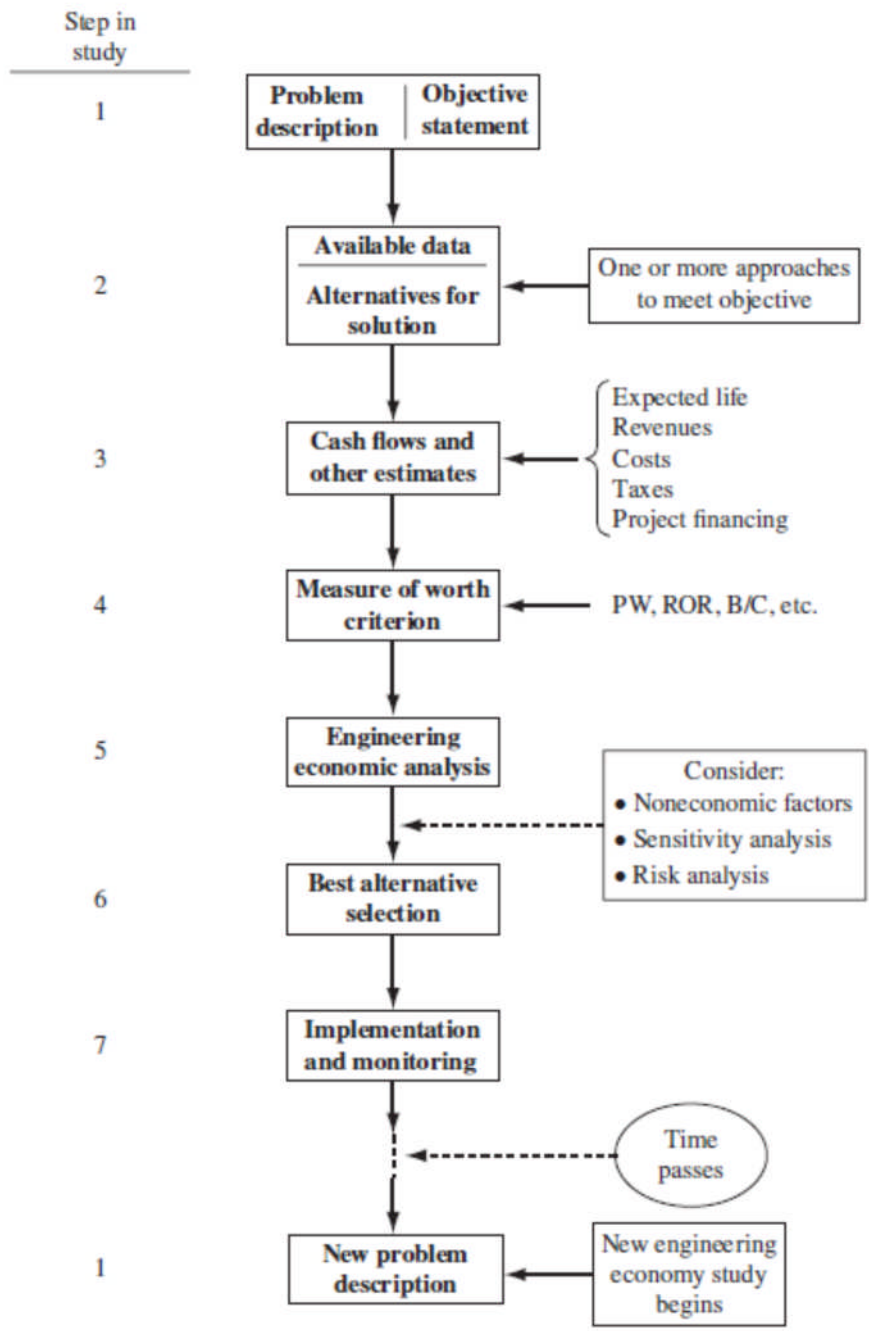 Step in
study
1
Problem
description
Objective
statement
2
Available data
Alternatives for
solution
One or more approaches
to meet objective
3
Cash flows and
other estimates
Expected life
Revenues
Costs
Taxes
Project financing
4
Measure of worth
criterion
PW, ROR, B/C, etc.
5
Engineering
economic analysis
Consider:
• Noneconomic factors
• Sensitivity analysis
• Risk analysis
6
Best alternative
selection
7
Implementation
and monitoring
Time
passes
1
New problem
description
New engineering
economy study
begins